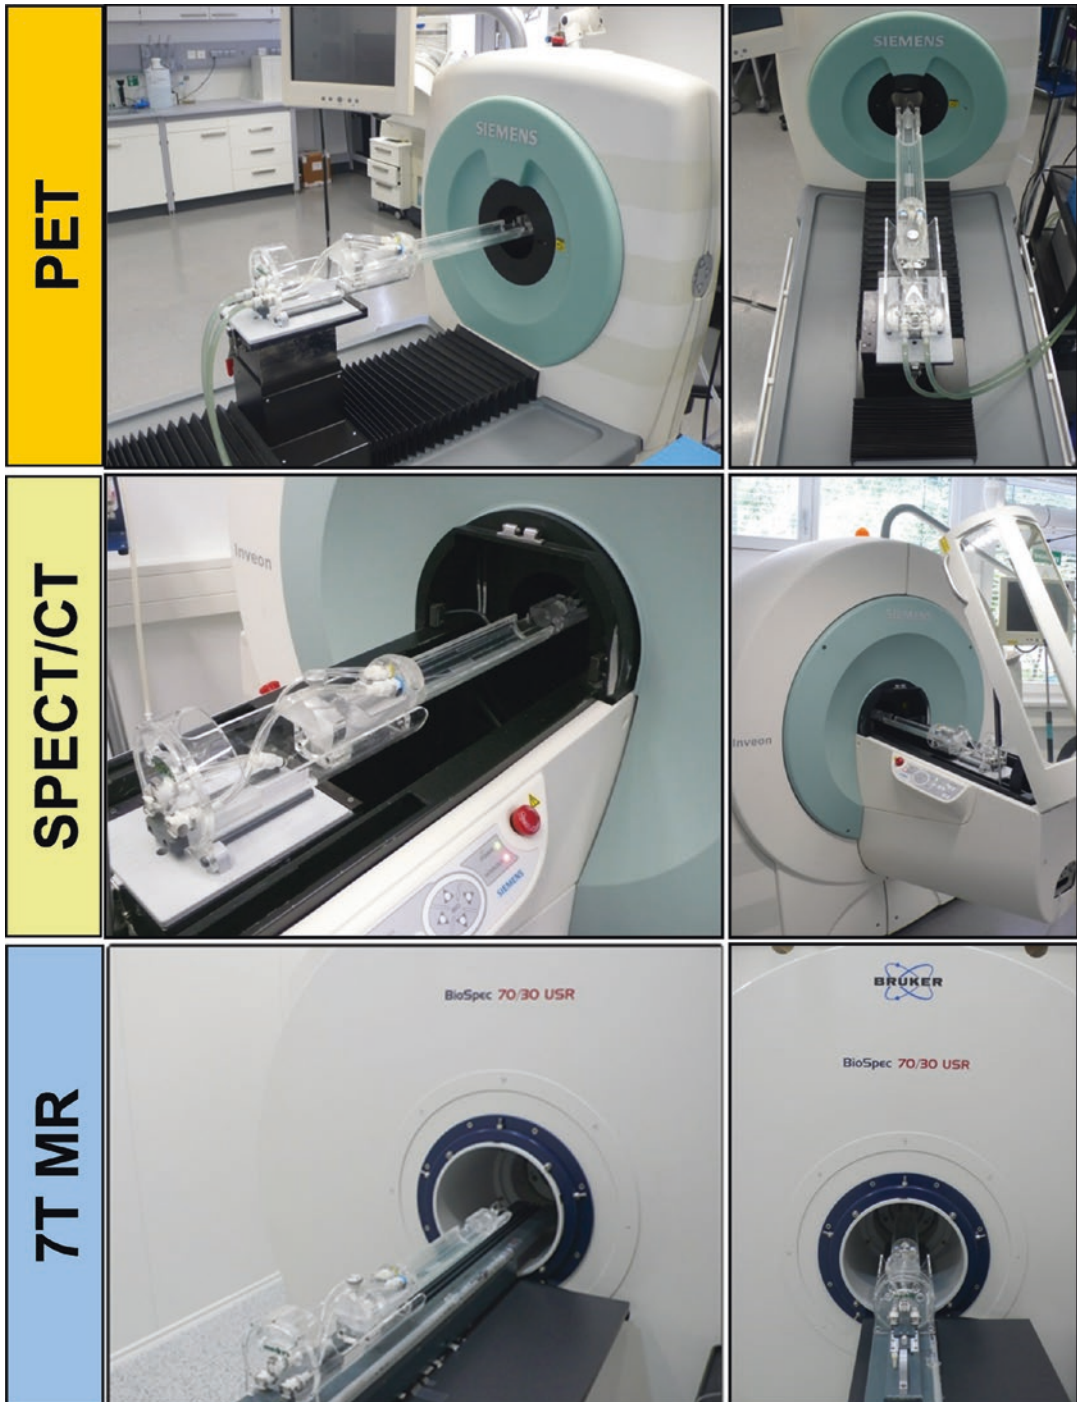 PET
SIEMENS
SIEMENS
SPECT/CT
Inveon
SIEMENS
SIEMENS
Inveon
7T MR
BioSpec 70/30 USR
BRUKER
BioSpec 70/30 USR